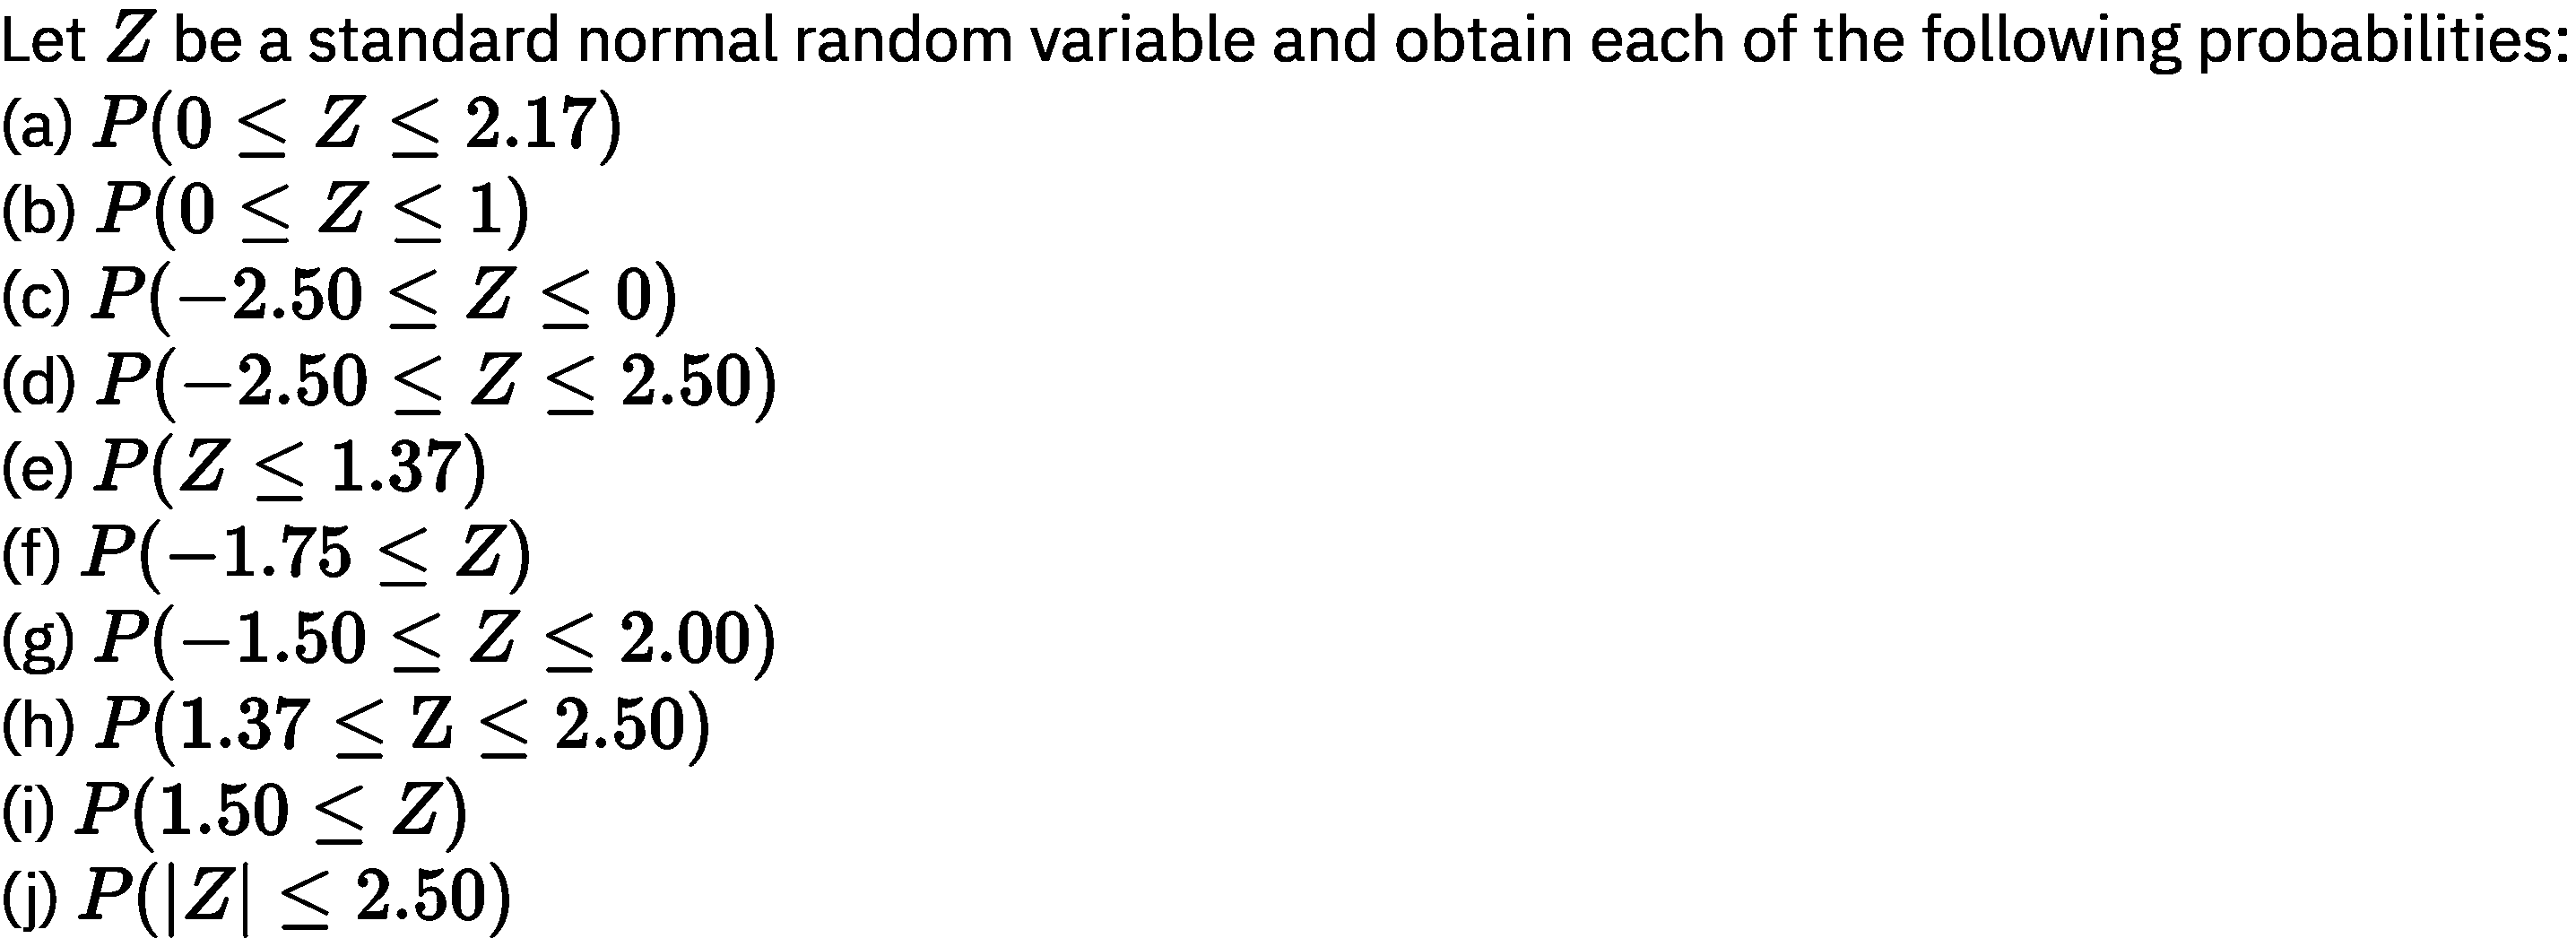 Let Z be a standard normal random variable and obtain each of the following probabilities:
(a) P(0 ≤ Z ≤ 2.17)
(b) P(0 ≤ Z ≤ 1)
(c) P(−2.50 ≤ Z ≤ 0)
(d) P(−2.50 ≤ Z ≤ 2.50)
(e) P(Z ≤ 1.37)
(f) P(−1.75 ≤ Z)
(g) P(−1.50 ≤ Z ≤ 2.00)
(h) P(1.37 ≤ Z ≤ 2.50)
(i) P(1.50 ≤ Z)
(j) P(|Z| ≤ 2.50)